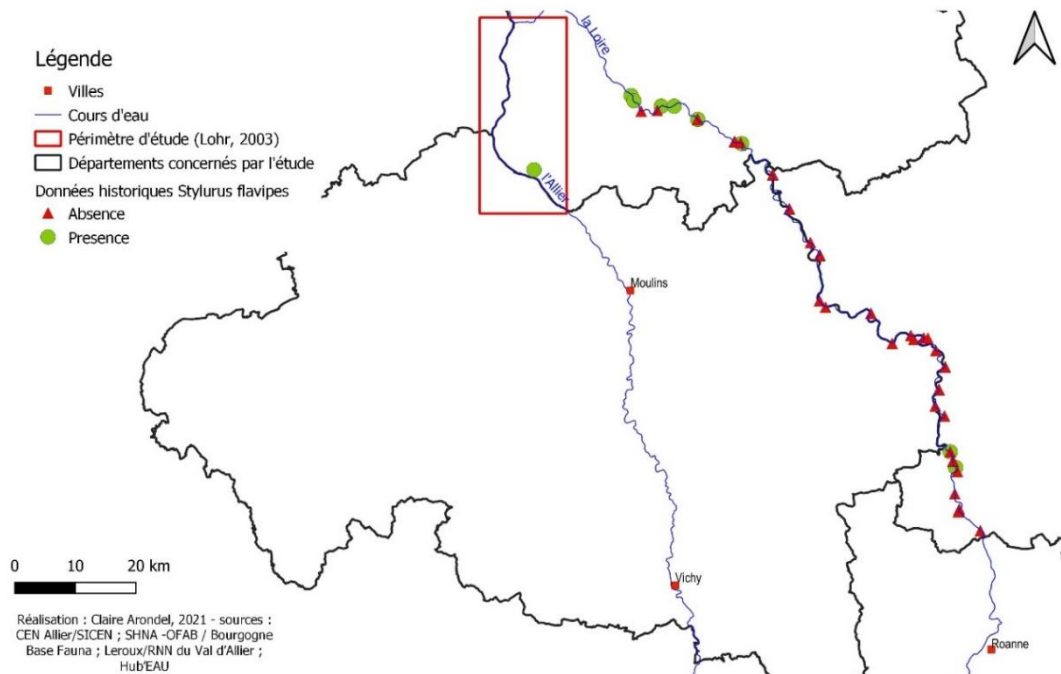 Légende
Villes
Cours d'eau
Périmètre d'étude (Lohr, 2003)
Départements concernés par l'étude
Données historiques Stylurus flavipes
Absence
Presence
la Loire
l'Allier
Moulins
Vichy
Roanne
0 10 20 km
Réalisation : Claire Arondel, 2021 - sources :
CEN Allier/SICEN ; SHNA -OFAB / Bourgogne
Base Fauna ; Leroux/RNN du Val d'Allier ;
Hub'EAU